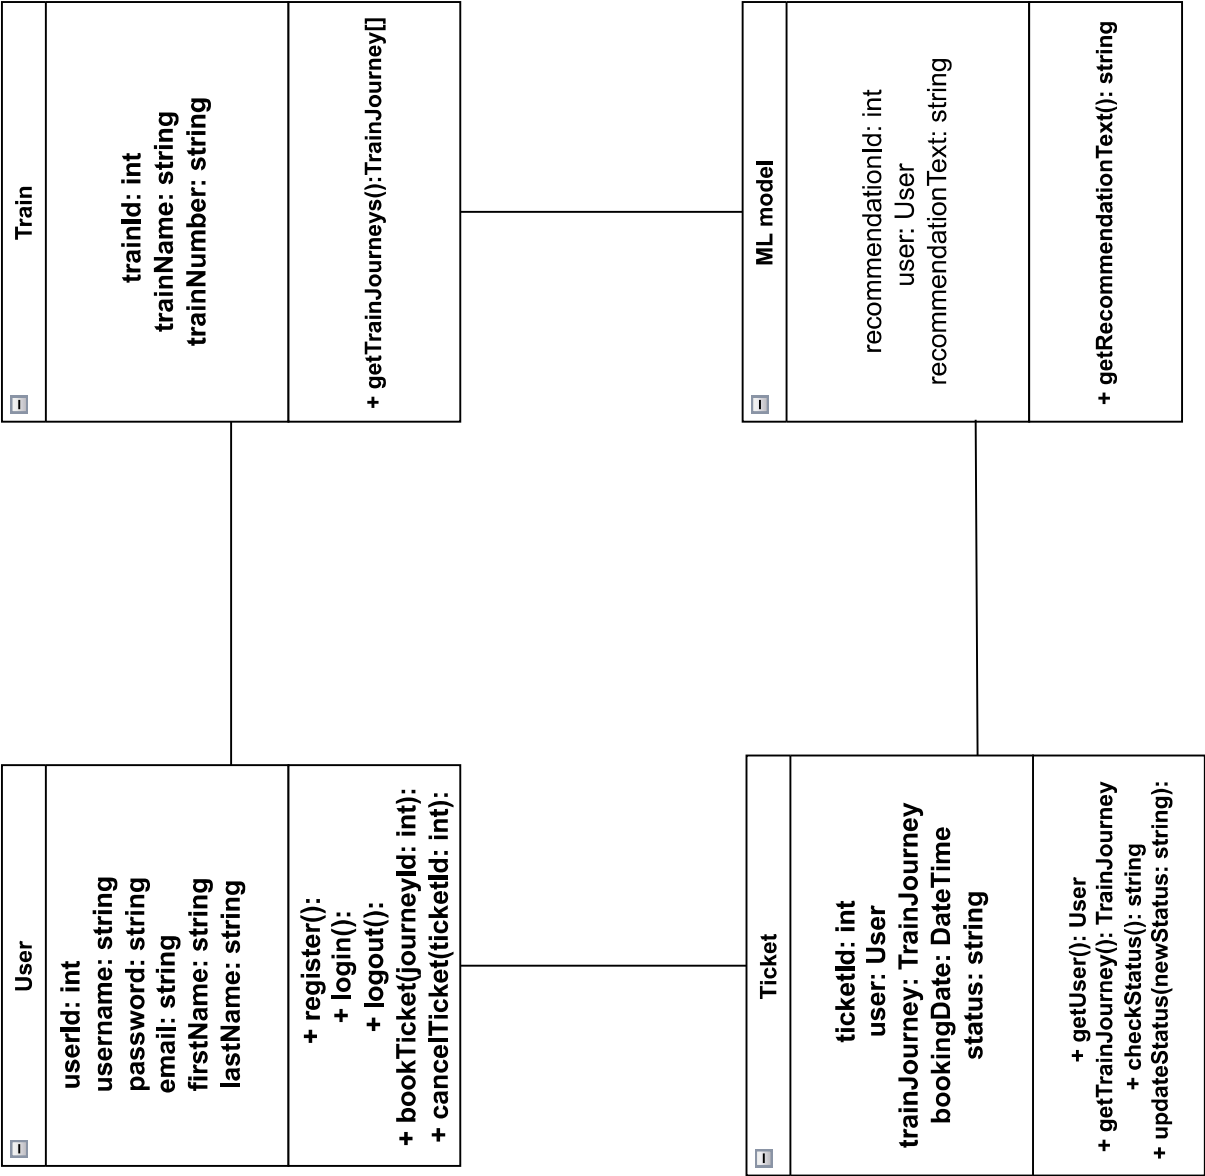 User
userId: int
username: string
password: string
email: string
firstName: string
lastName: string
+ register():
+ login():
+ logout():
+ bookTicket(journeyId: int):
+ cancelTicket(ticketId: int):
Train
trainId: int
trainName: string
trainNumber: string
+ getTrainJourneys():TrainJourney[]
Ticket
ticketId: int
user: User
trainJourney: TrainJourney
bookingDate: DateTime
status: string
+ getUser(): User
+ getTrainJourney(): TrainJourney
+ checkStatus(): string
+ updateStatus(newStatus: string):
ML model
recommendationId: int
user: User
recommendationText: string
+ getRecommendationText(): string